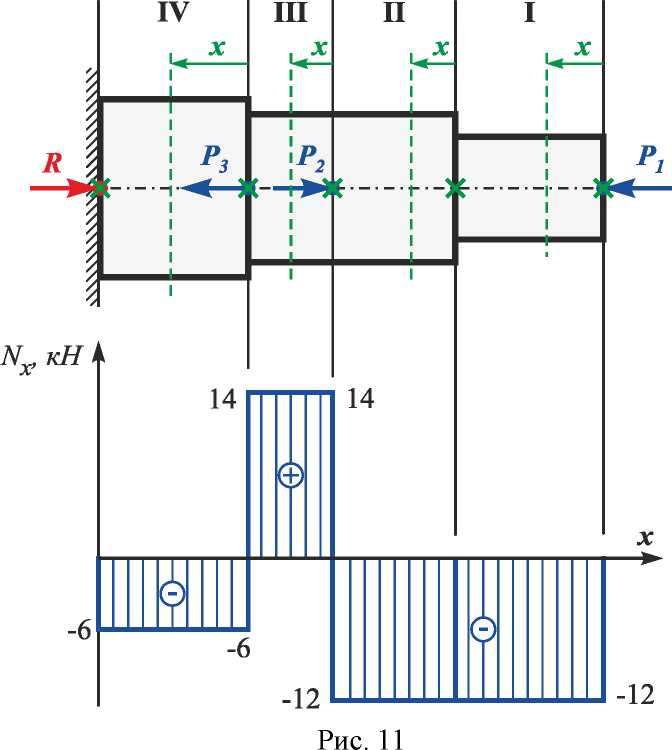 IV III II I
x x x x
R P3 P2 P1
Nx, кН
14 14
x
+
- -
-6 -6
-12 -12
Рис. 11